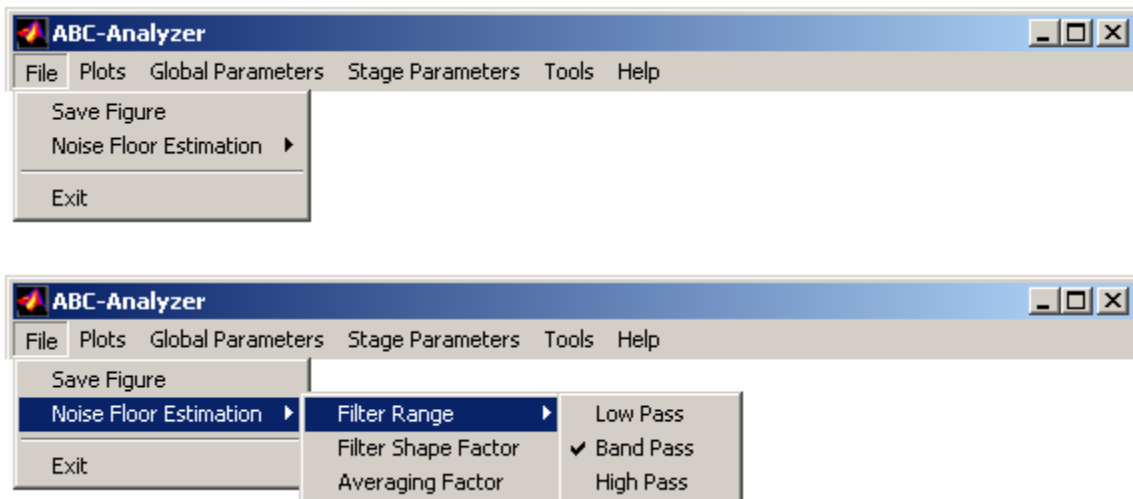 ABC-Analyzer
File Plots Global Parameters Stage Parameters Tools Help
Save Figure
Noise Floor Estimation
Exit
ABC-Analyzer
File Plots Global Parameters Stage Parameters Tools Help
Save Figure
Noise Floor Estimation Filter Range Low Pass
Filter Shape Factor Band Pass
Exit Averaging Factor High Pass